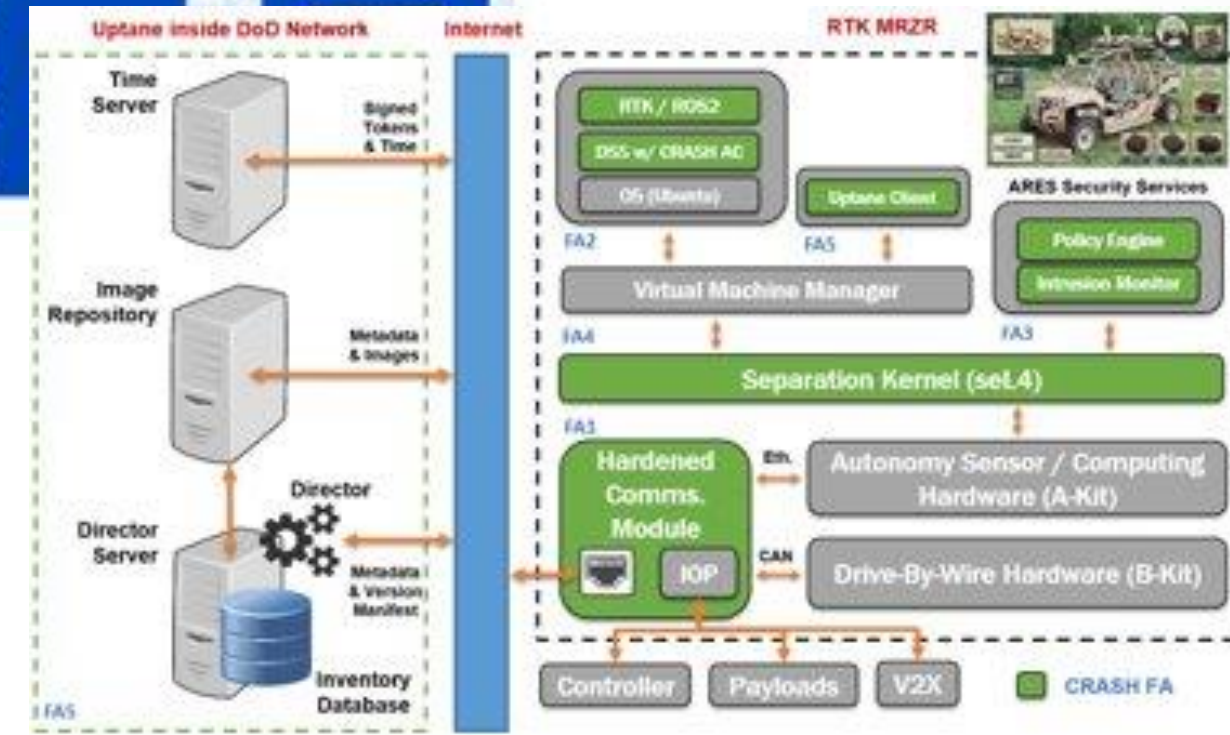 Uptane inside DoD Network
Internet
RTK MRZR
Time
Server
Signed
Tokens
& Time
Image
Repository
Metadata
& Images
Director
Director
Server
Metadata
& Version
Manifest
Inventory
Database
FA5
RTK / ROS2
DSS w/ CRASH AC
OS (Ubuntu)
FA2
Uptane Client
FA5
ARES Security Services
Policy Engine
Intrusion Monitor
FA3
Virtual Machine Manager
FA4
Separation Kernel (seL4)
FA1
Hardened
Comms.
Module
IOP
Eth.
CAN
Autonomy Sensor / Computing
Hardware (A-Kit)
Drive-By-Wire Hardware (B-Kit)
Controller
Payloads
V2X
CRASH FA